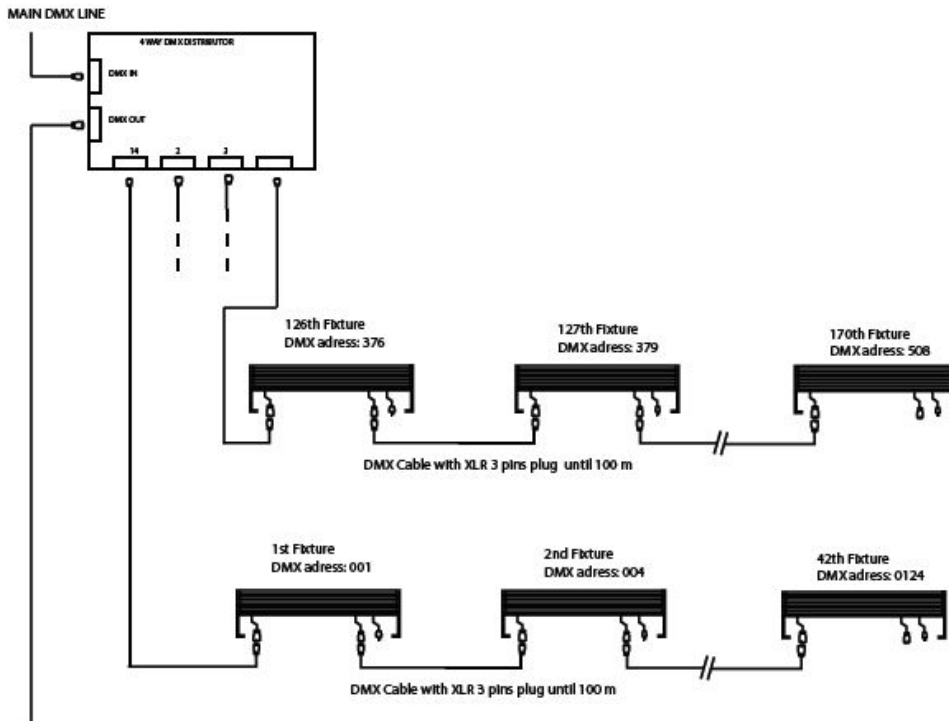 MAIN DMX LINE
4 WAY DMX DISTRIBUTOR
DMX IN
DMX OUT
14
2
3
126th Fixture
DMX adress: 376
127th Fixture
DMX adress: 379
170th Fixture
DMX adress: 508
DMX Cable with XLR 3 pins plug until 100 m
1st Fixture
DMX adress: 001
2nd Fixture
DMX adress: 004
42th Fixture
DMX adress: 0124
DMX Cable with XLR 3 pins plug until 100 m